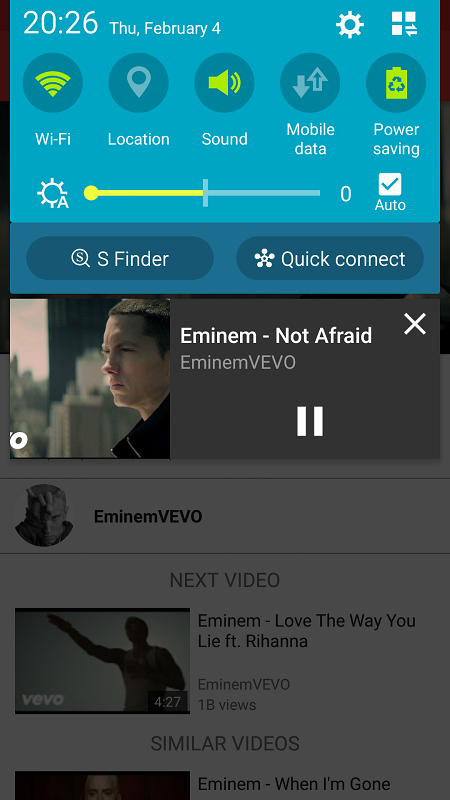 20:26 Thu, February 4
Wi-Fi
Location
Sound
Mobile
data
Power
saving
A
0
Auto
S Finder
Quick connect
Eminem - Not Afraid
EminemVEVO
vo
EminemVEVO
NEXT VIDEO
Eminem - Love The Way You
Lie ft. Rihanna
EminemVEVO
1B views
vevo
4:27
SIMILAR VIDEOS
Eminem - When I'm Gone